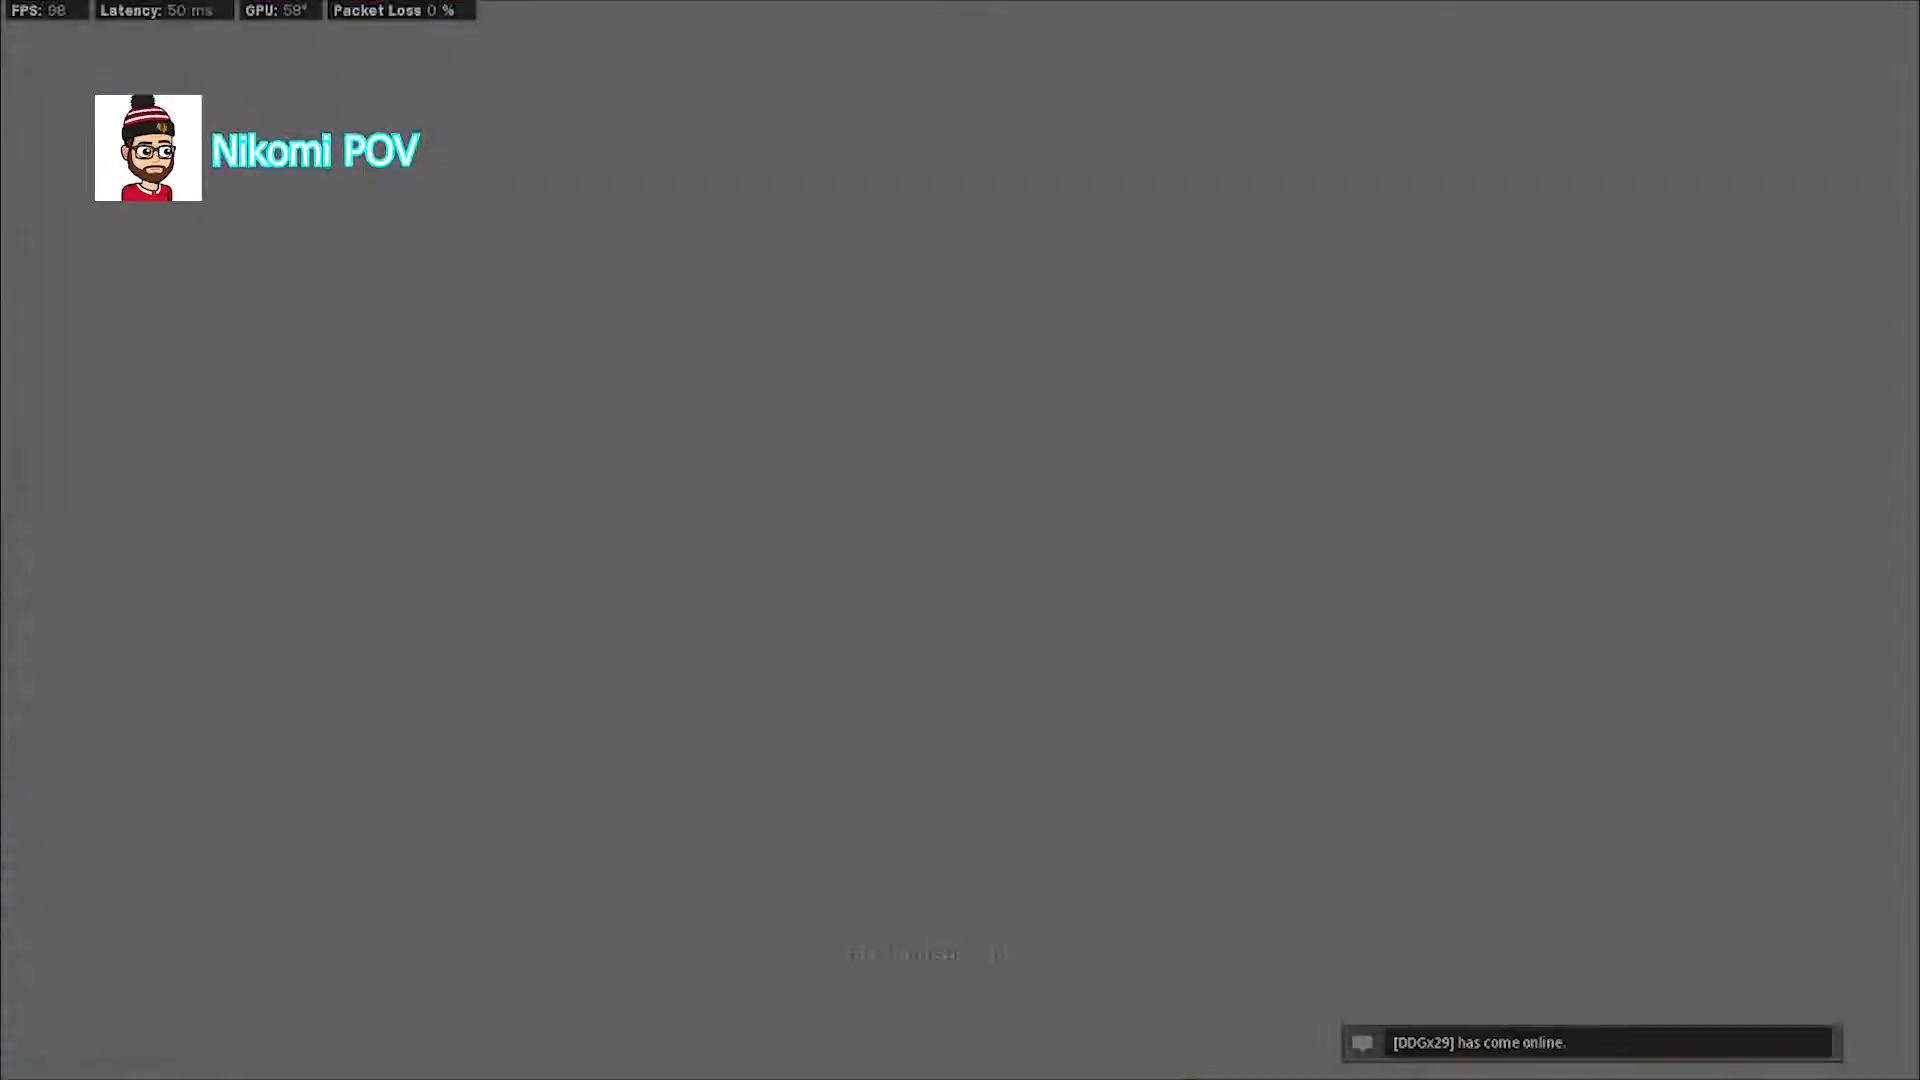 FPS: 98 Latency: 50 ms GPU: 58° Packet Loss 0 %
Nikomi POV
[DDGx29] has come online.